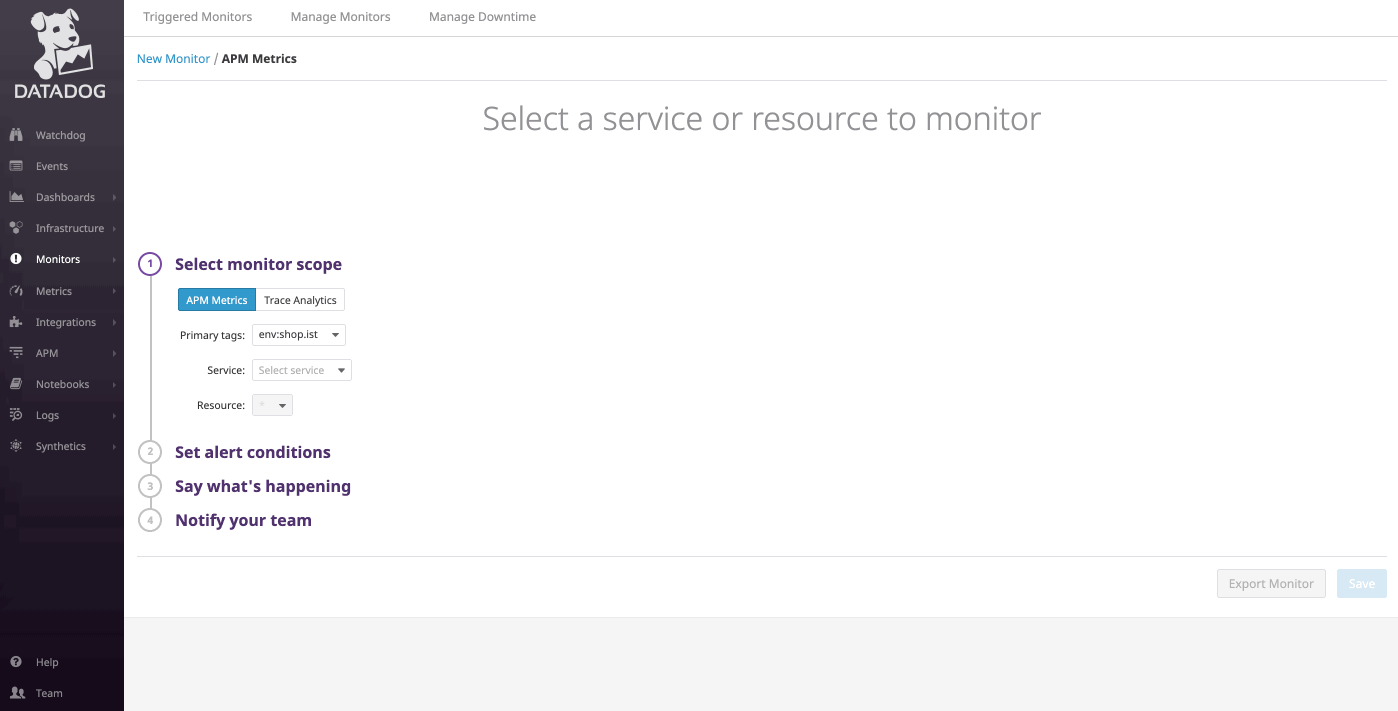 DATADOG
Watchdog
Events
Dashboards
Infrastructure
Monitors
Metrics
Integrations
APM
Notebooks
Logs
Synthetics
Help
Team
Triggered Monitors Manage Monitors Manage Downtime
New Monitor / APM Metrics
Select a service or resource to monitor
1 Select monitor scope
APM Metrics Trace Analytics
Primary tags: env:shop.ist
Service: Select service
Resource: *
2 Set alert conditions
3 Say what's happening
4 Notify your team
Export Monitor Save